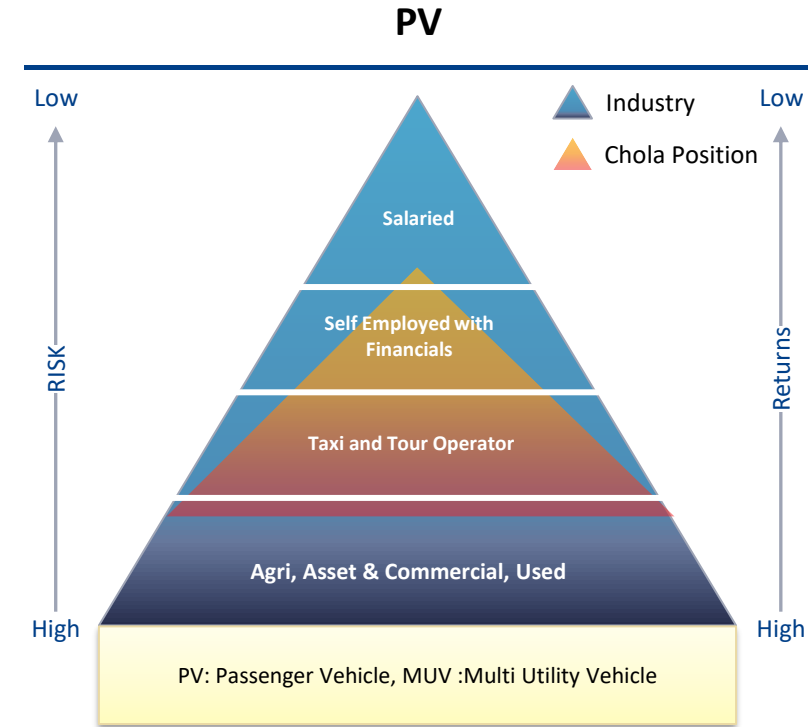 PV
Low
Low
Industry
Chola Position
Salaried
Self Employed with
Financials
RISK
Returns
Taxi and Tour Operator
Agri, Asset & Commercial, Used
High
High
PV: Passenger Vehicle, MUV :Multi Utility Vehicle